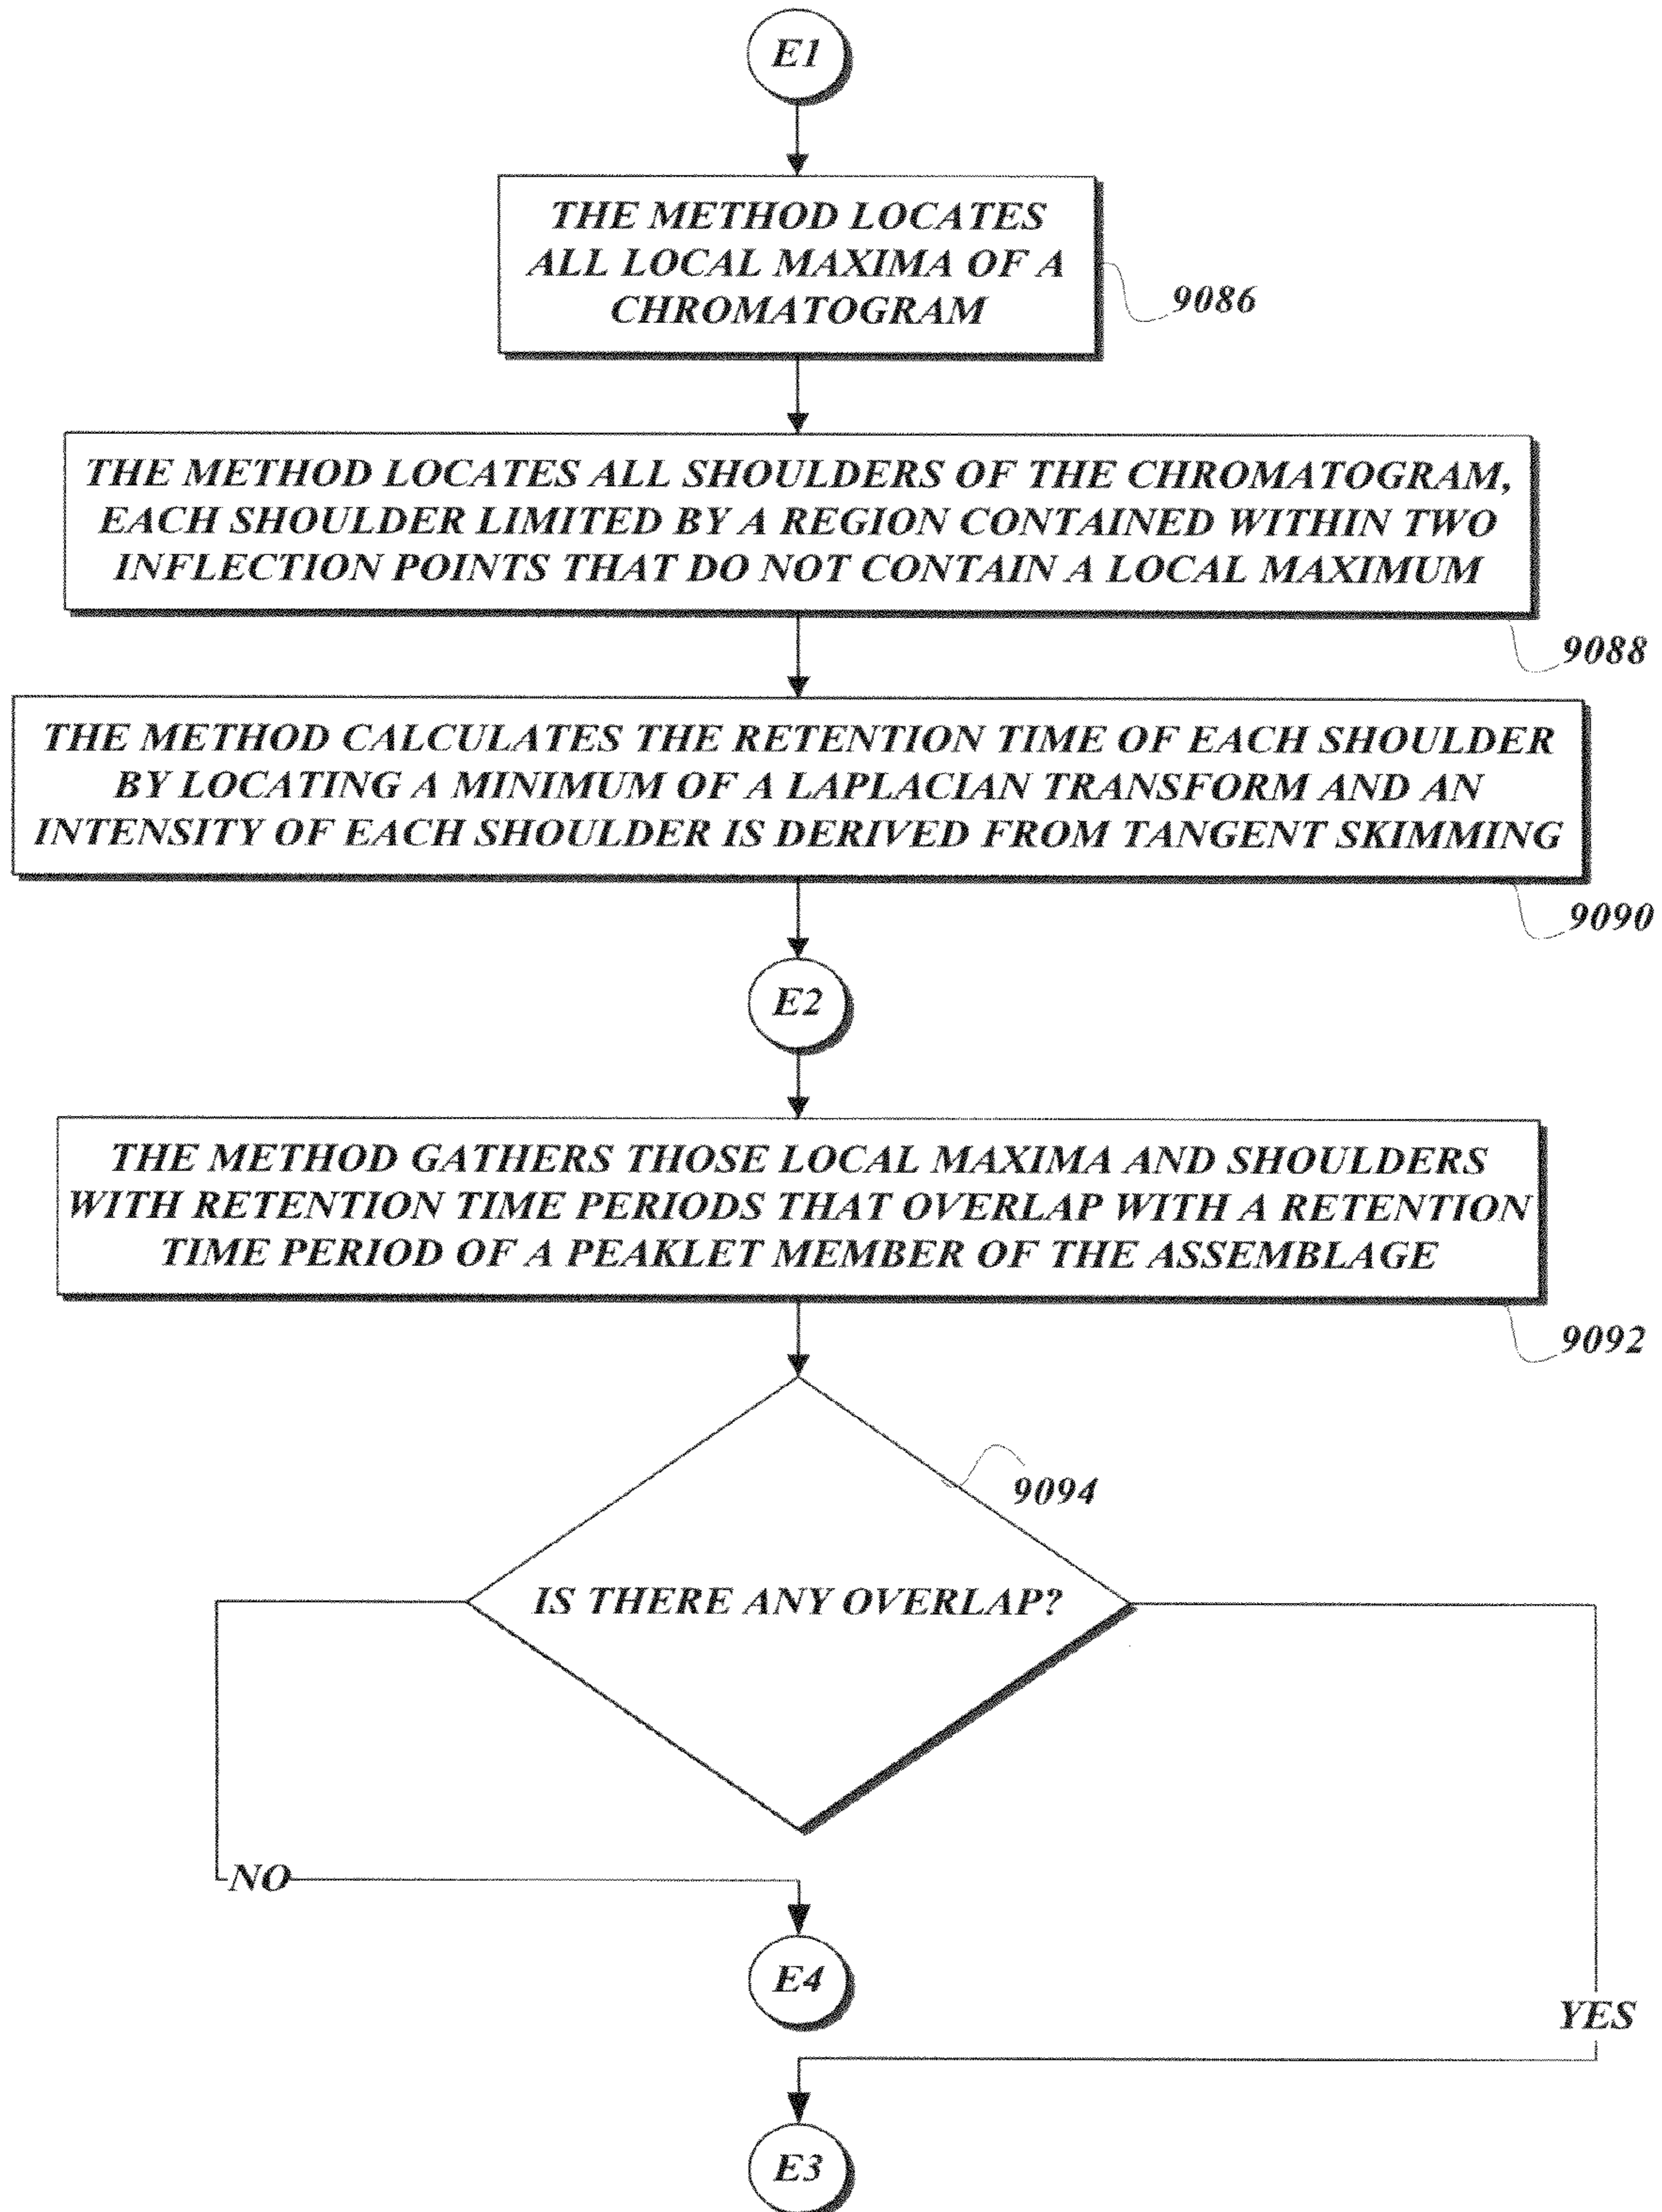 E1
THE METHOD LOCATES
ALL LOCAL MAXIMA OF A
CHROMATOGRAM
9086
THE METHOD LOCATES ALL SHOULDERS OF THE CHROMATOGRAM,
EACH SHOULDER LIMITED BY A REGION CONTAINED WITHIN TWO
INFLECTION POINTS THAT DO NOT CONTAIN A LOCAL MAXIMUM
9088
THE METHOD CALCULATES THE RETENTION TIME OF EACH SHOULDER
BY LOCATING A MINIMUM OF A LAPLACIAN TRANSFORM AND AN
INTENSITY OF EACH SHOULDER IS DERIVED FROM TANGENT SKIMMING
9090
E2
THE METHOD GATHERS THOSE LOCAL MAXIMA AND SHOULDERS
WITH RETENTION TIME PERIODS THAT OVERLAP WITH A RETENTION
TIME PERIOD OF A PEAKLET MEMBER OF THE ASSEMBLAGE
9092
9094
IS THERE ANY OVERLAP?
NO
E4
YES
E3